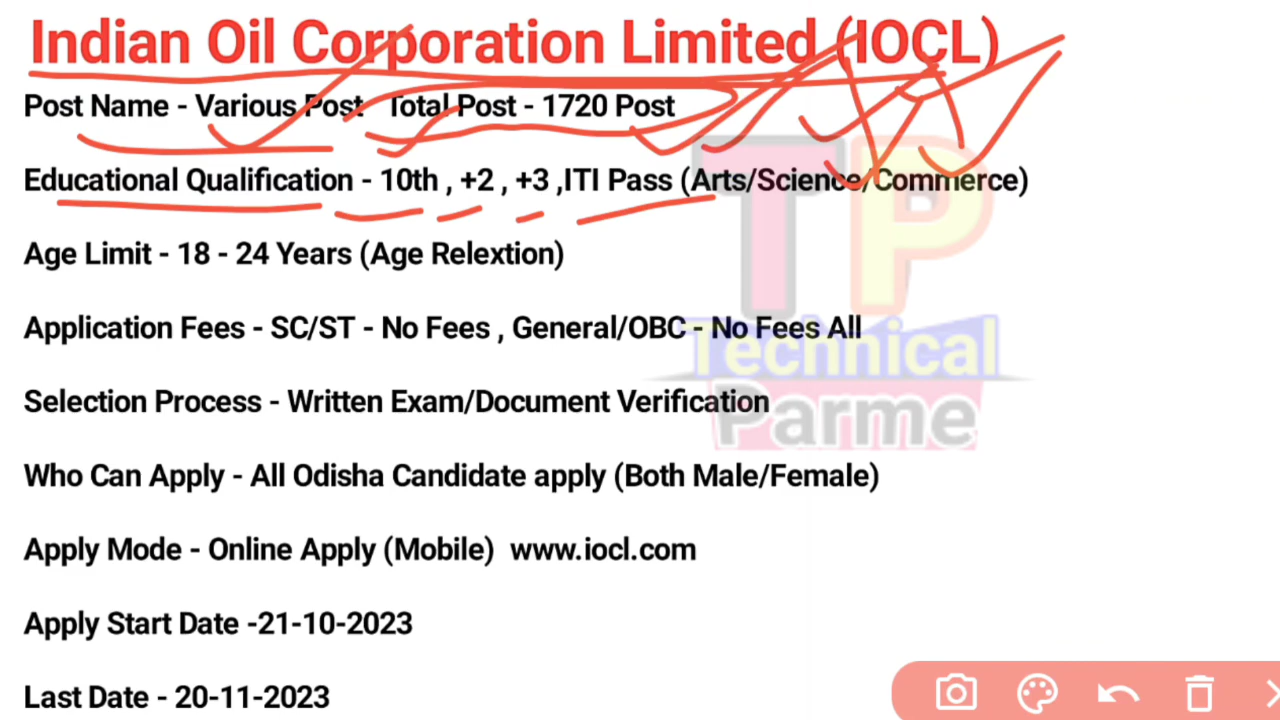 Indian Oil Corporation Limited (IOCL)
Post Name - Various Post Total Post - 1720 Post
Educational Qualification - 10th , +2 , +3 ,ITI Pass (Arts/Science/Commerce)
Age Limit - 18 - 24 Years (Age Relextion)
Application Fees - SC/ST - No Fees , General/OBC - No Fees All
Selection Process - Written Exam/Document Verification
Who Can Apply - All Odisha Candidate apply (Both Male/Female)
Apply Mode - Online Apply (Mobile) www.iocl.com
Apply Start Date -21-10-2023
Last Date - 20-11-2023
TP
Technical
Parme